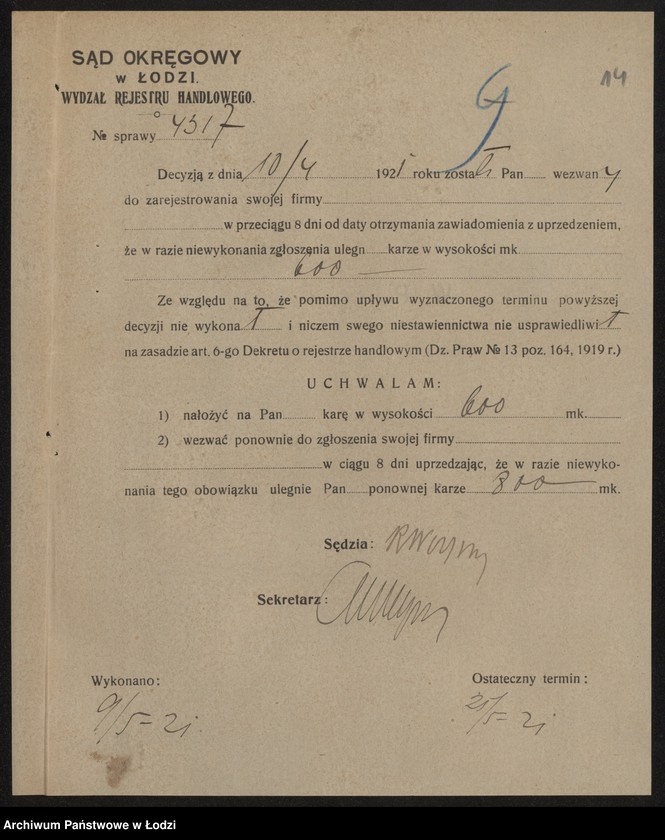 SĄD OKRĘGOWY
w ŁODZI.
WYDZAŁ REJESTRU HANDLOWEGO.
№ sprawy 4317
9
14
Decyzją z dnia 10/4 1921 roku został Pan wezwany
do zarejestrowania swojej firmy
w przeciągu 8 dni od daty otrzymania zawiadomienia z uprzedzeniem,
że w razie niewykonania zgłoszenia ulegn karze w wysokości mk.
600 —
Ze względu na to, że pomimo upływu wyznaczonego terminu powyższej
decyzji nie wykonał i niczem swego niestawiennictwa nie usprawiedliwił
na zasadzie art. 6-go Dekretu o rejestrze handlowym (Dz. Praw № 13 poz. 164, 1919 r.)
UCHWALAM:
1) nałożyć na Pan karę w wysokości 600 mk.
2) wezwać ponownie do zgłoszenia swojej firmy
w ciągu 8 dni uprzedzając, że w razie niewyko-
nania tego obowiązku ulegnie Pan ponownej karze 800 — mk.
Sędzia:
Sekretarz:
Wykonano:
9/5-21.
Ostateczny termin:
25/5-21
Archiwum Państwowe w Łodzi